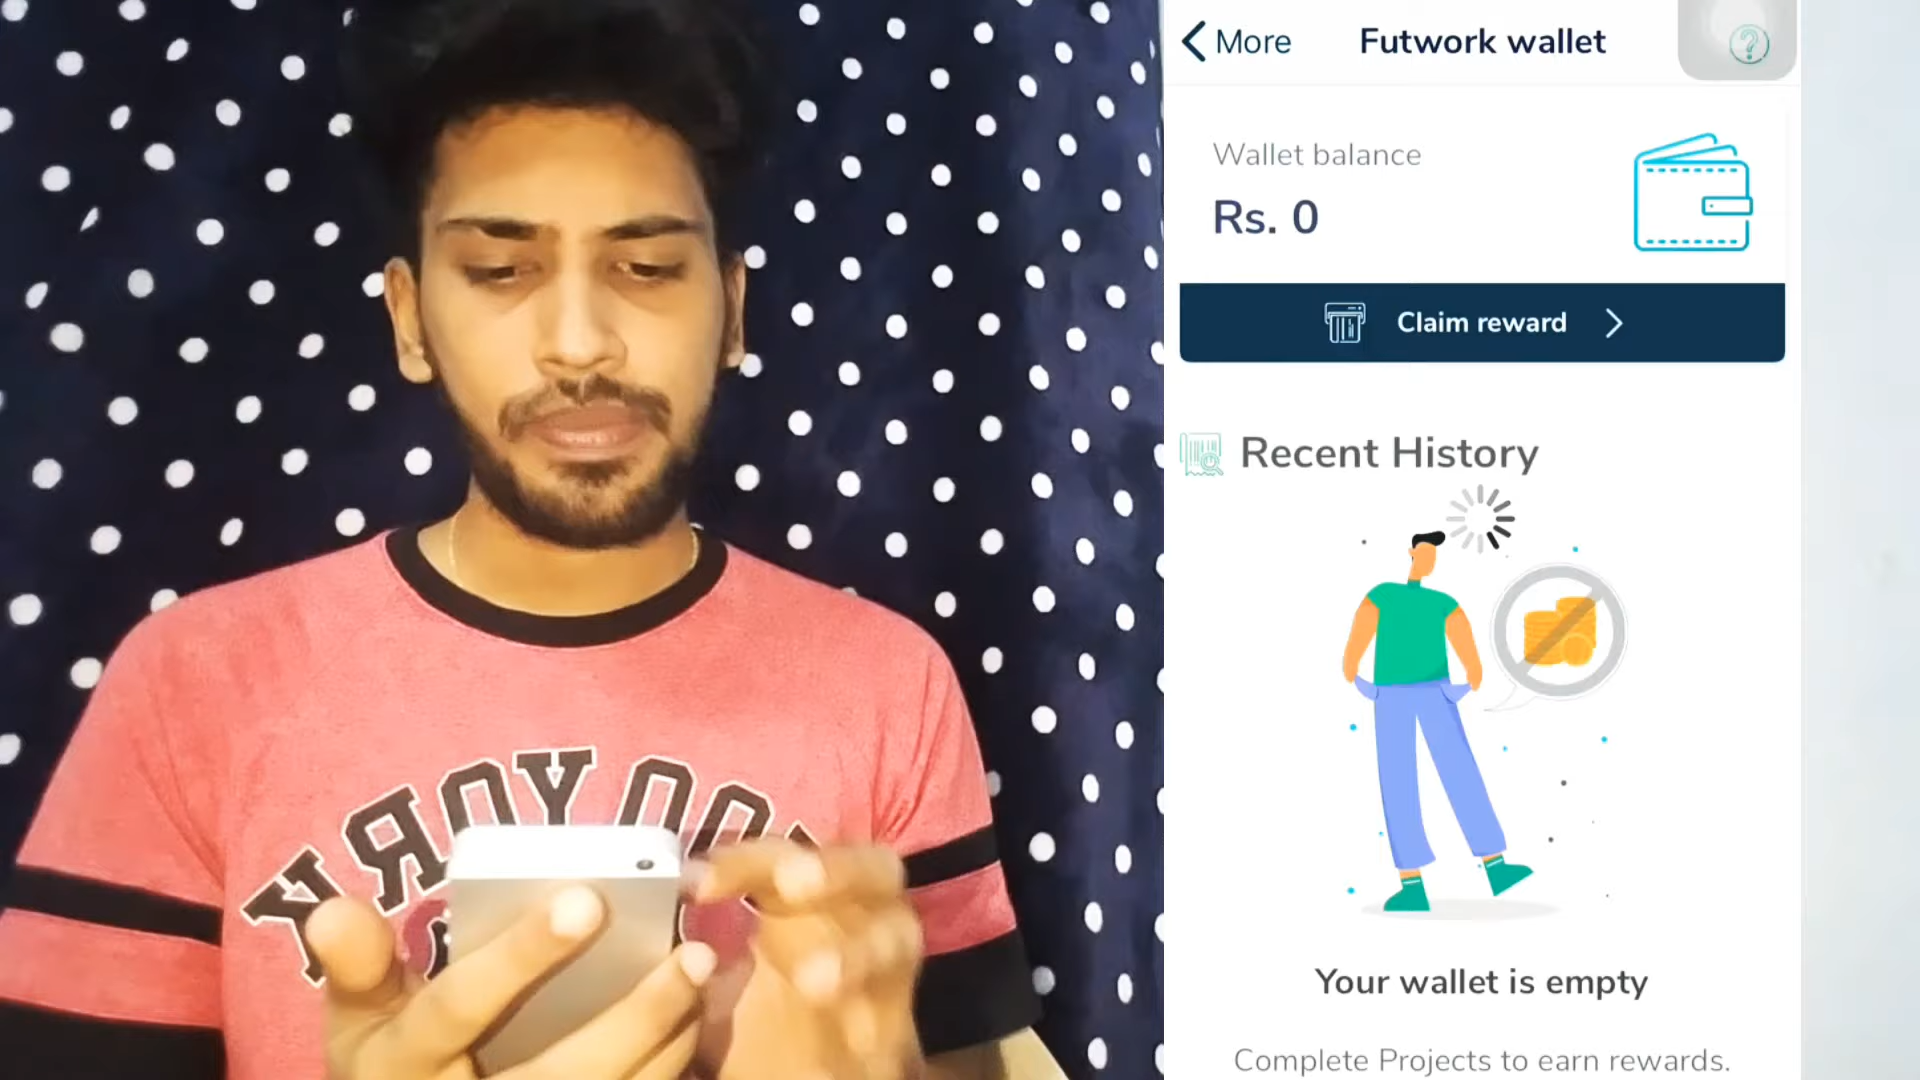 More
Futwork wallet
?
Wallet balance
Rs. 0
Claim reward
Recent History
Your wallet is empty
Complete Projects to earn rewards.